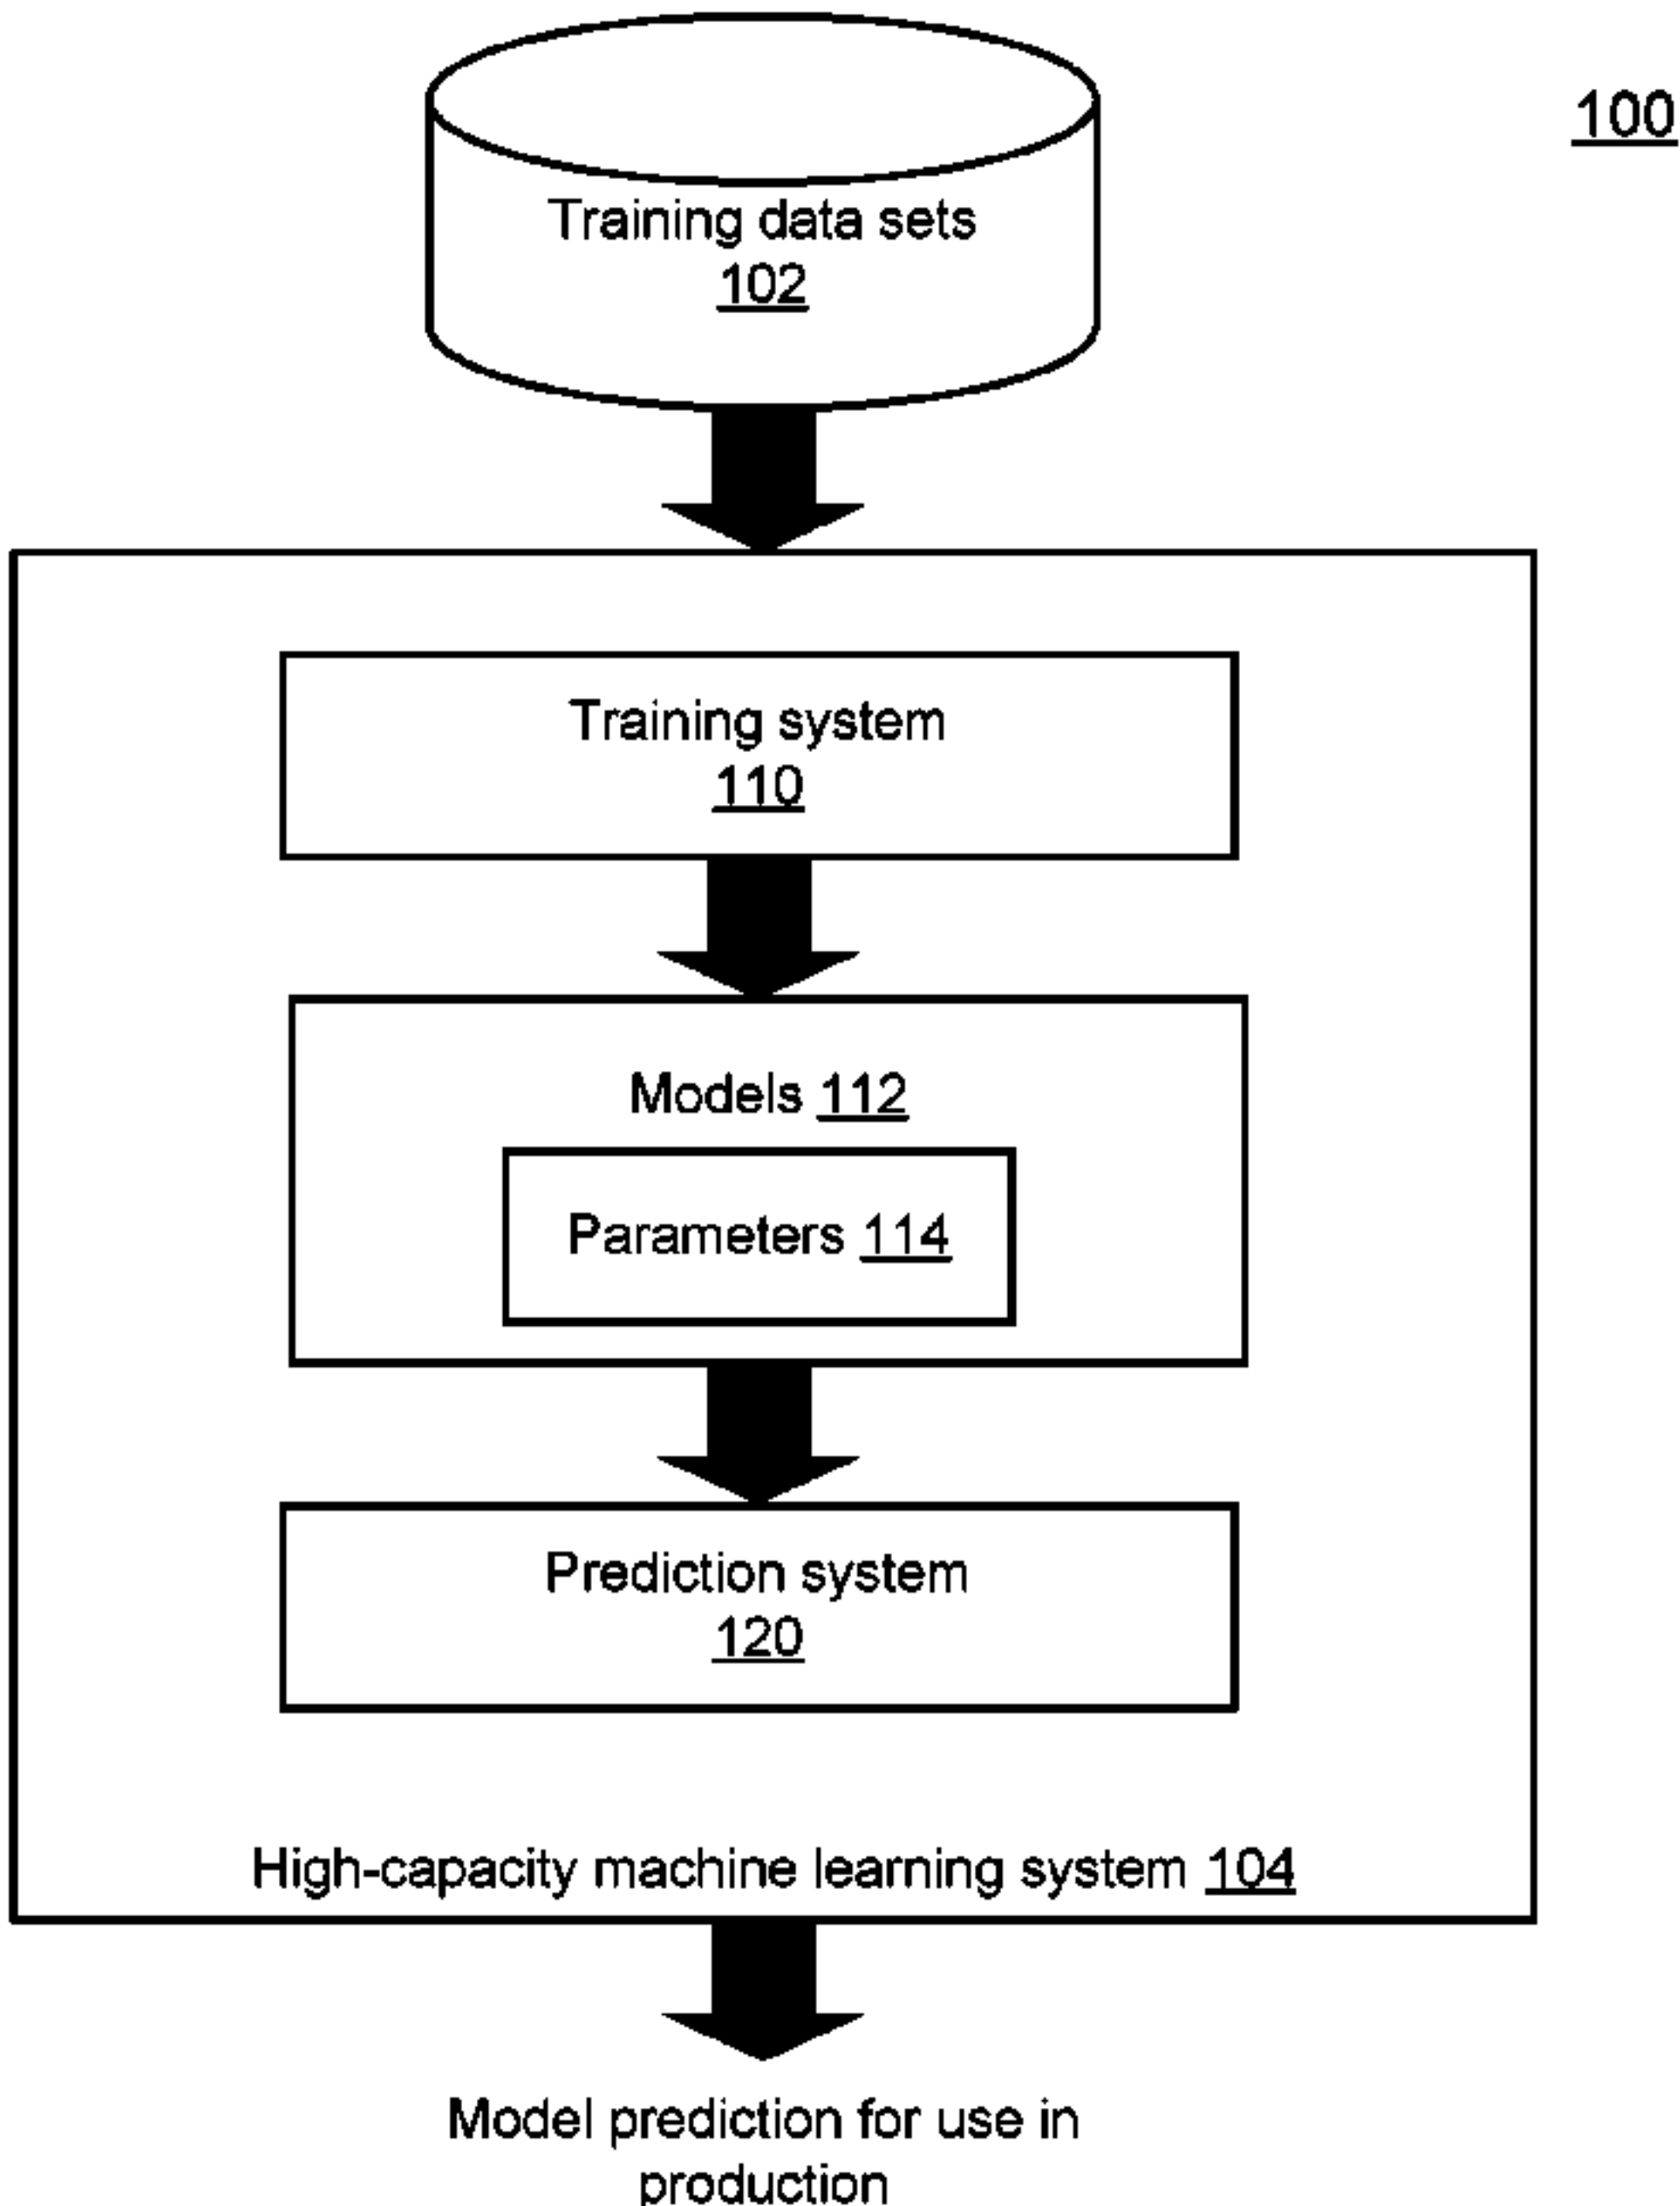 100
Training data sets
102
Training system
110
Models 112
Parameters 114
Prediction system
120
High-capacity machine learning system 104
Model prediction for use in
production